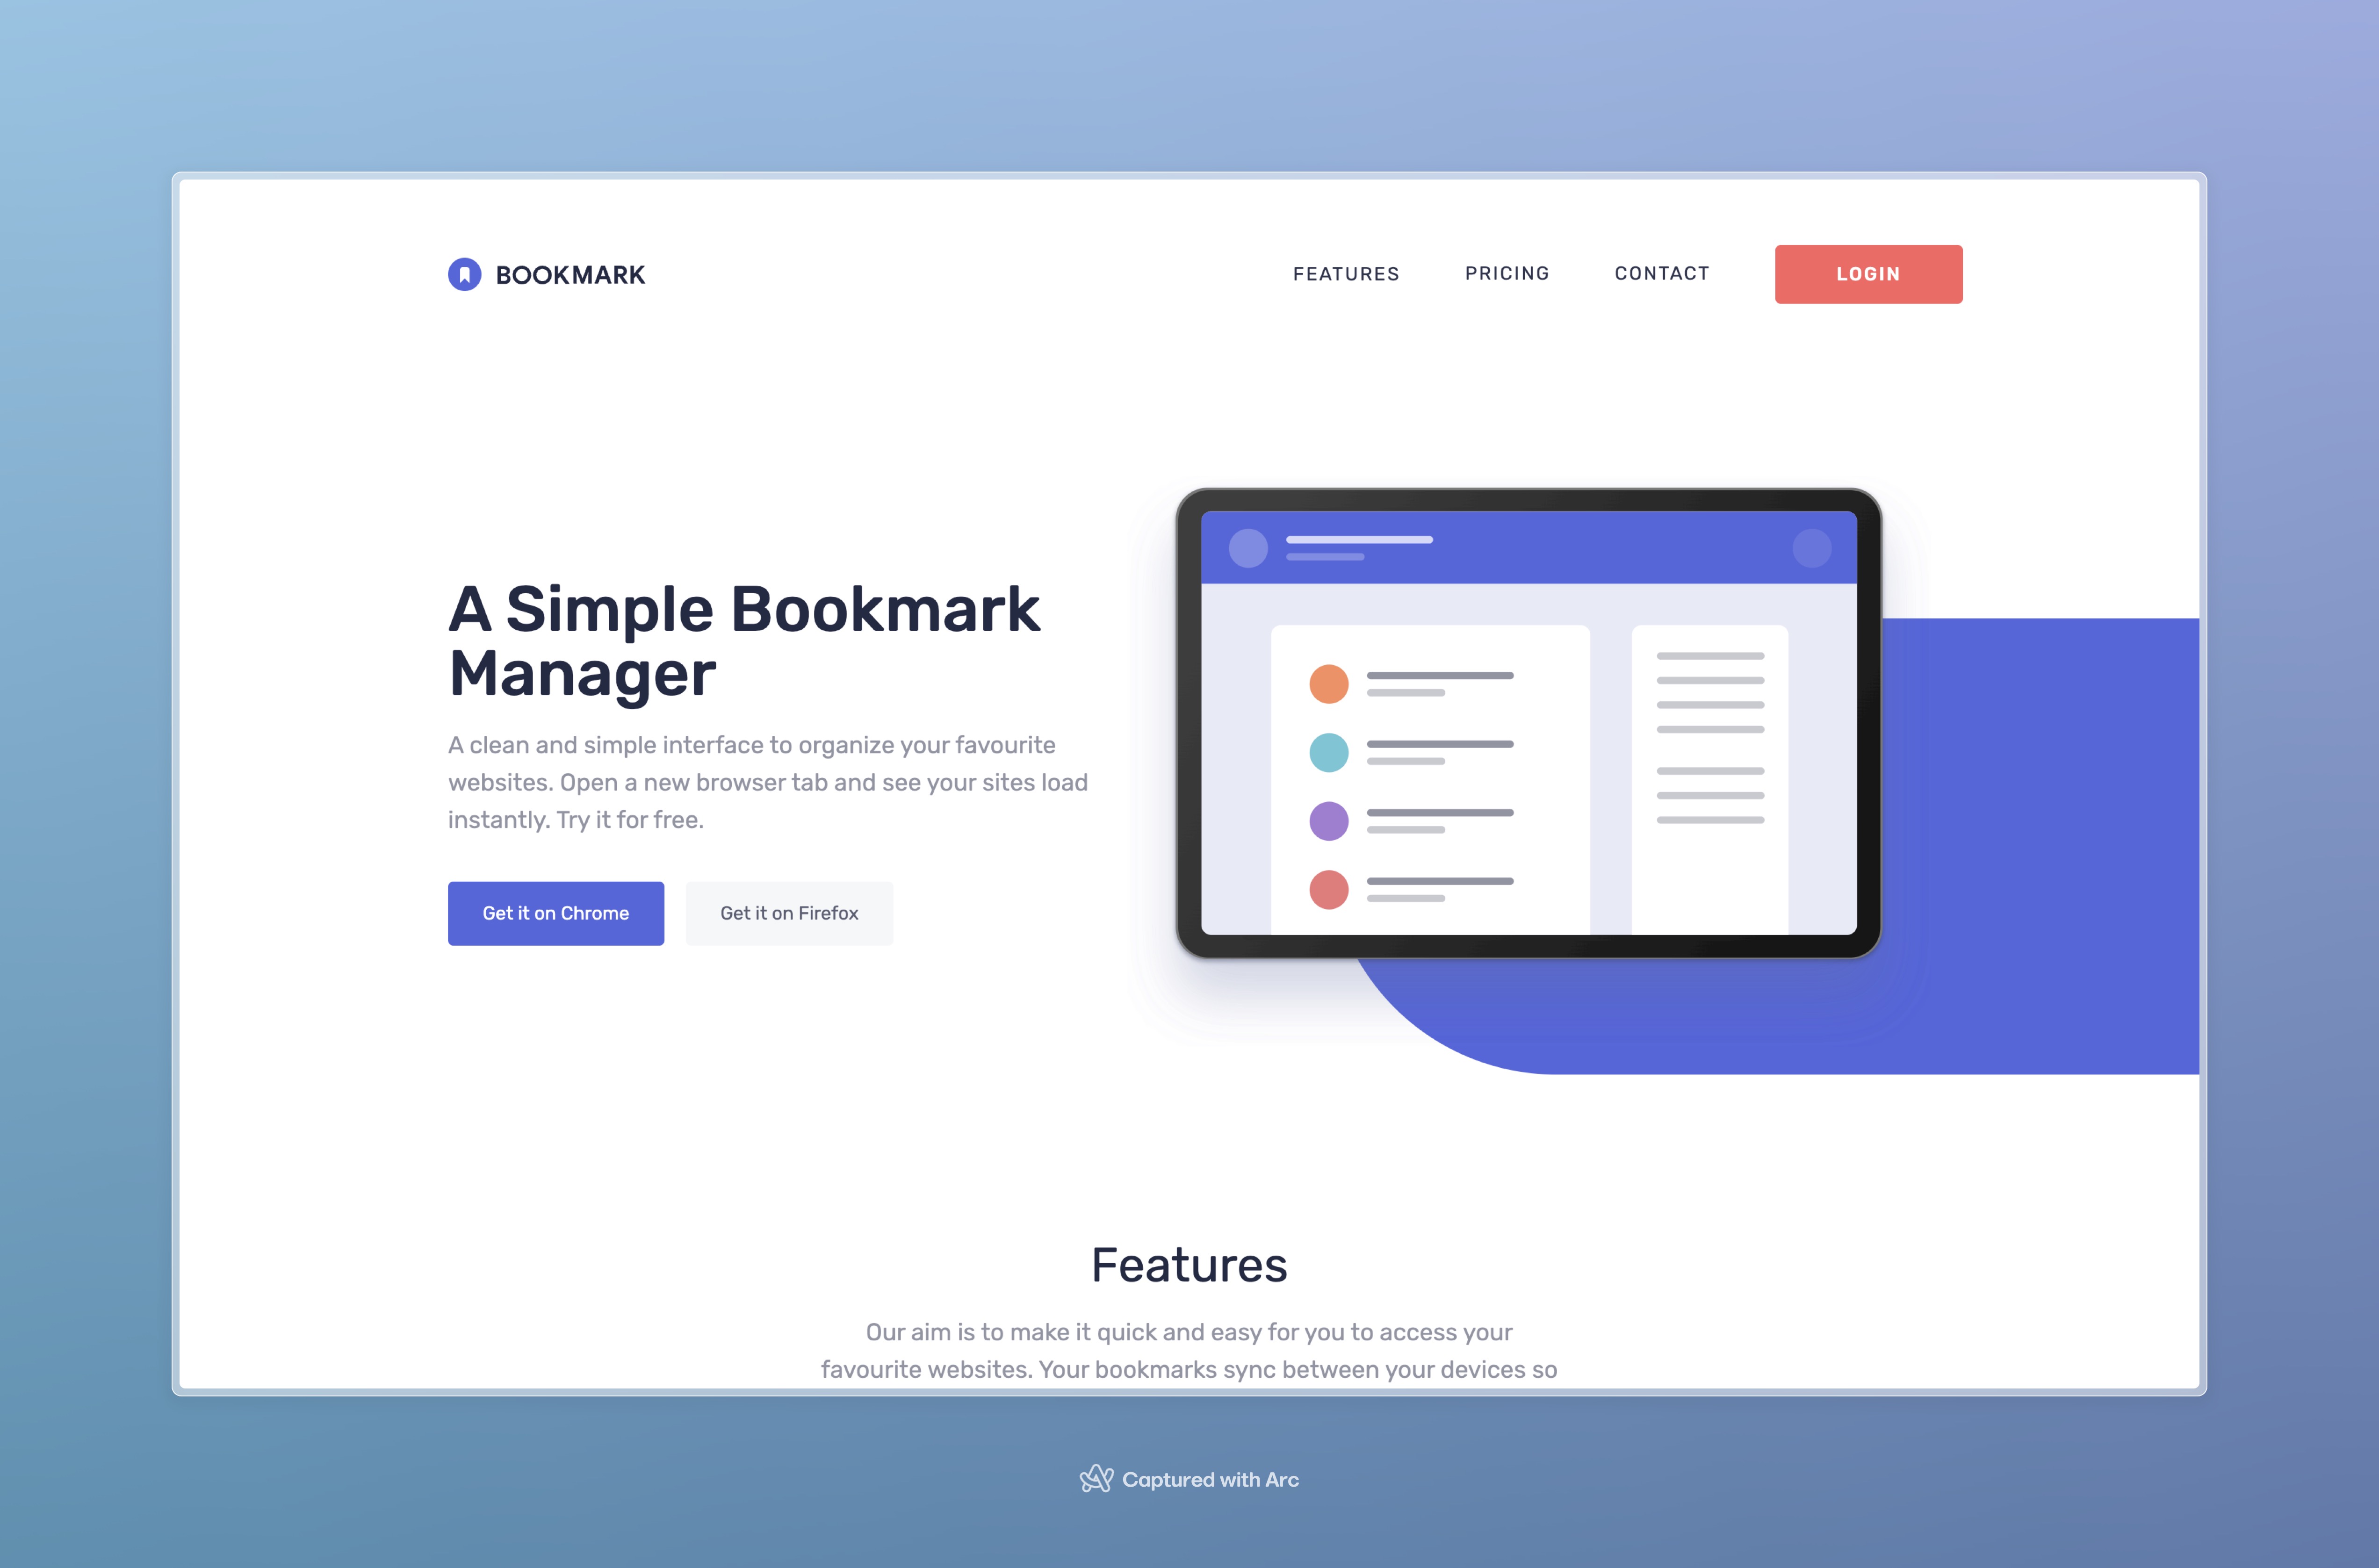 BOOKMARK
FEATURES
PRICING
CONTACT
LOGIN
A Simple Bookmark
Manager
A clean and simple interface to organize your favourite
websites. Open a new browser tab and see your sites load
instantly. Try it for free.
Get it on Chrome
Get it on Firefox
Features
Our aim is to make it quick and easy for you to access your
favourite websites. Your bookmarks sync between your devices so
Captured with Arc